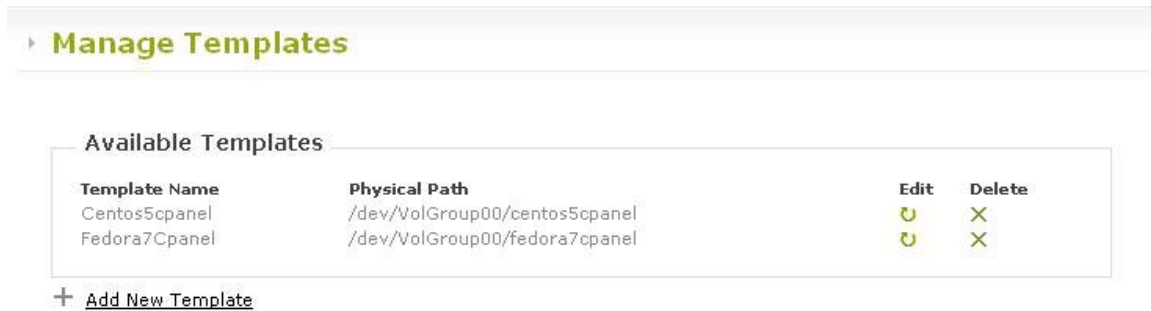 Manage Templates
Available Templates
Template Name Physical Path Edit Delete
Centos5cpanel /dev/VolGroup00/centos5cpanel
Fedora7Cpanel /dev/VolGroup00/fedora7cpanel
Add New Template